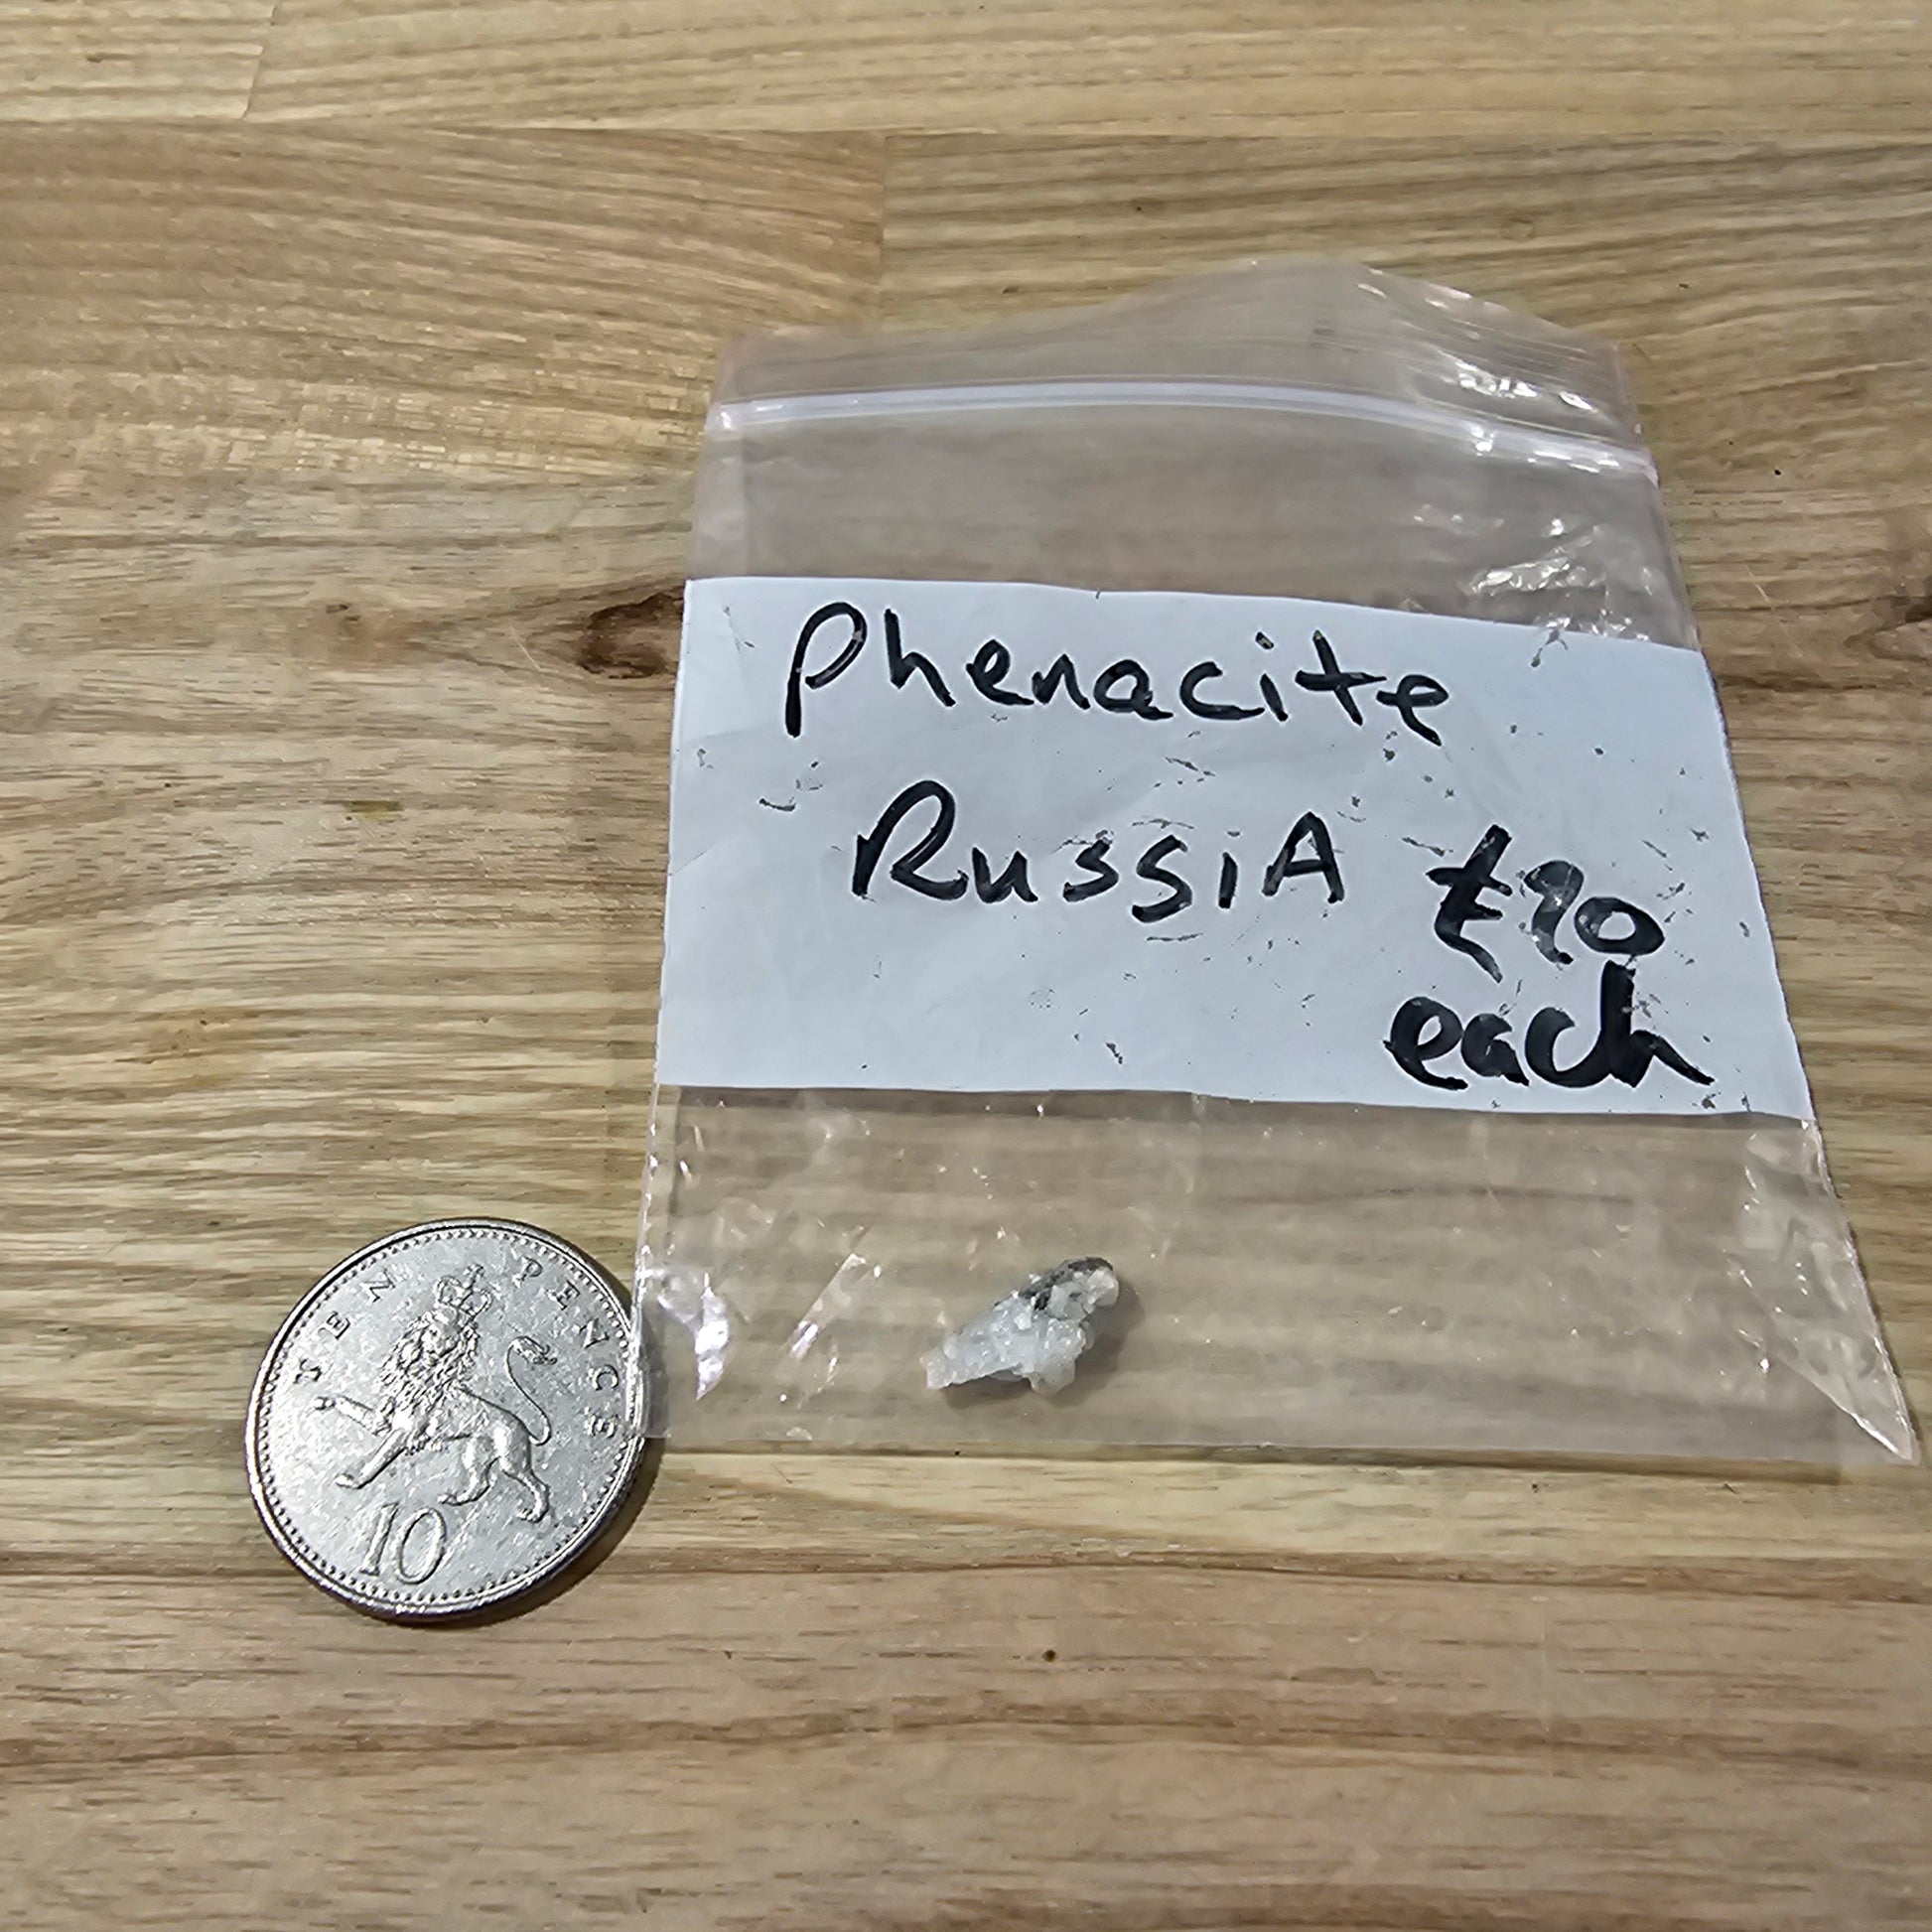 Phenacite
RussiA £20
each
TEN PENCE
10